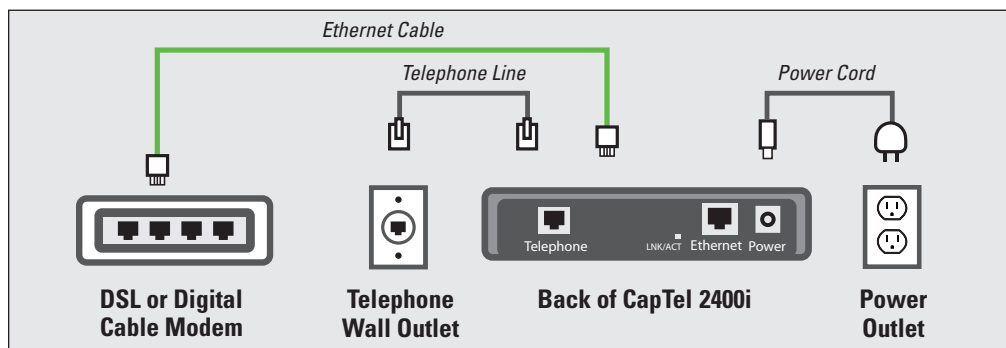 Ethernet Cable
Telephone Line
Power Cord
Telephone
LNK/ACT
Ethernet
Power
DSL or Digital
Cable Modem
Telephone
Wall Outlet
Back of CapTel 2400i
Power
Outlet